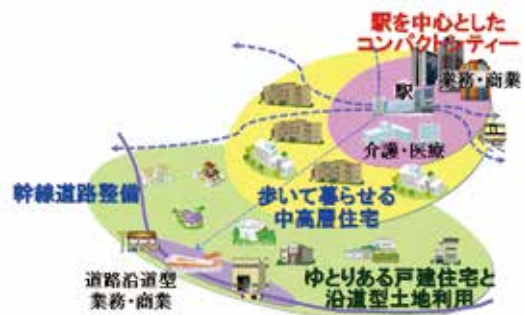 駅を中心とした
コンパクトシティー
駅
業務・商業
介護・医療
幹線道路整備
歩いて暮らせる
中高層住宅
道路沿道型
業務・商業
ゆとりある戸建住宅と
沿道型土地利用